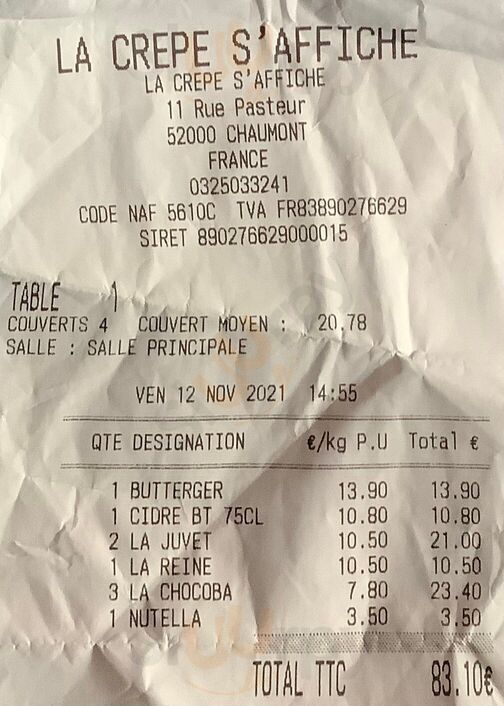 LA CREPE S'AFFICHE
LA CREPE S'AFFICHE
11 Rue Pasteur
52000 CHAUMONT
FRANCE
0325033241
CODE NAF 5610C TVA FR83890276629
SIRET 890276629000015
TABLE 1
COUVERTS 4 COUVERT MOYEN : 20,78
SALLE : SALLE PRINCIPALE
VEN 12 NOV 2021 14:55
QTE DESIGNATION €/kg P.U Total €
1 BUTTERGER 13.90 13.90
1 CIDRE BT 75CL 10.80 10.80
2 LA JUVET 10.50 21.00
1 LA REINE 10.50 10.50
3 LA CHOCOBA 7.80 23.40
1 NUTELLA 3.50 3.50
TOTAL TTC 83.10€